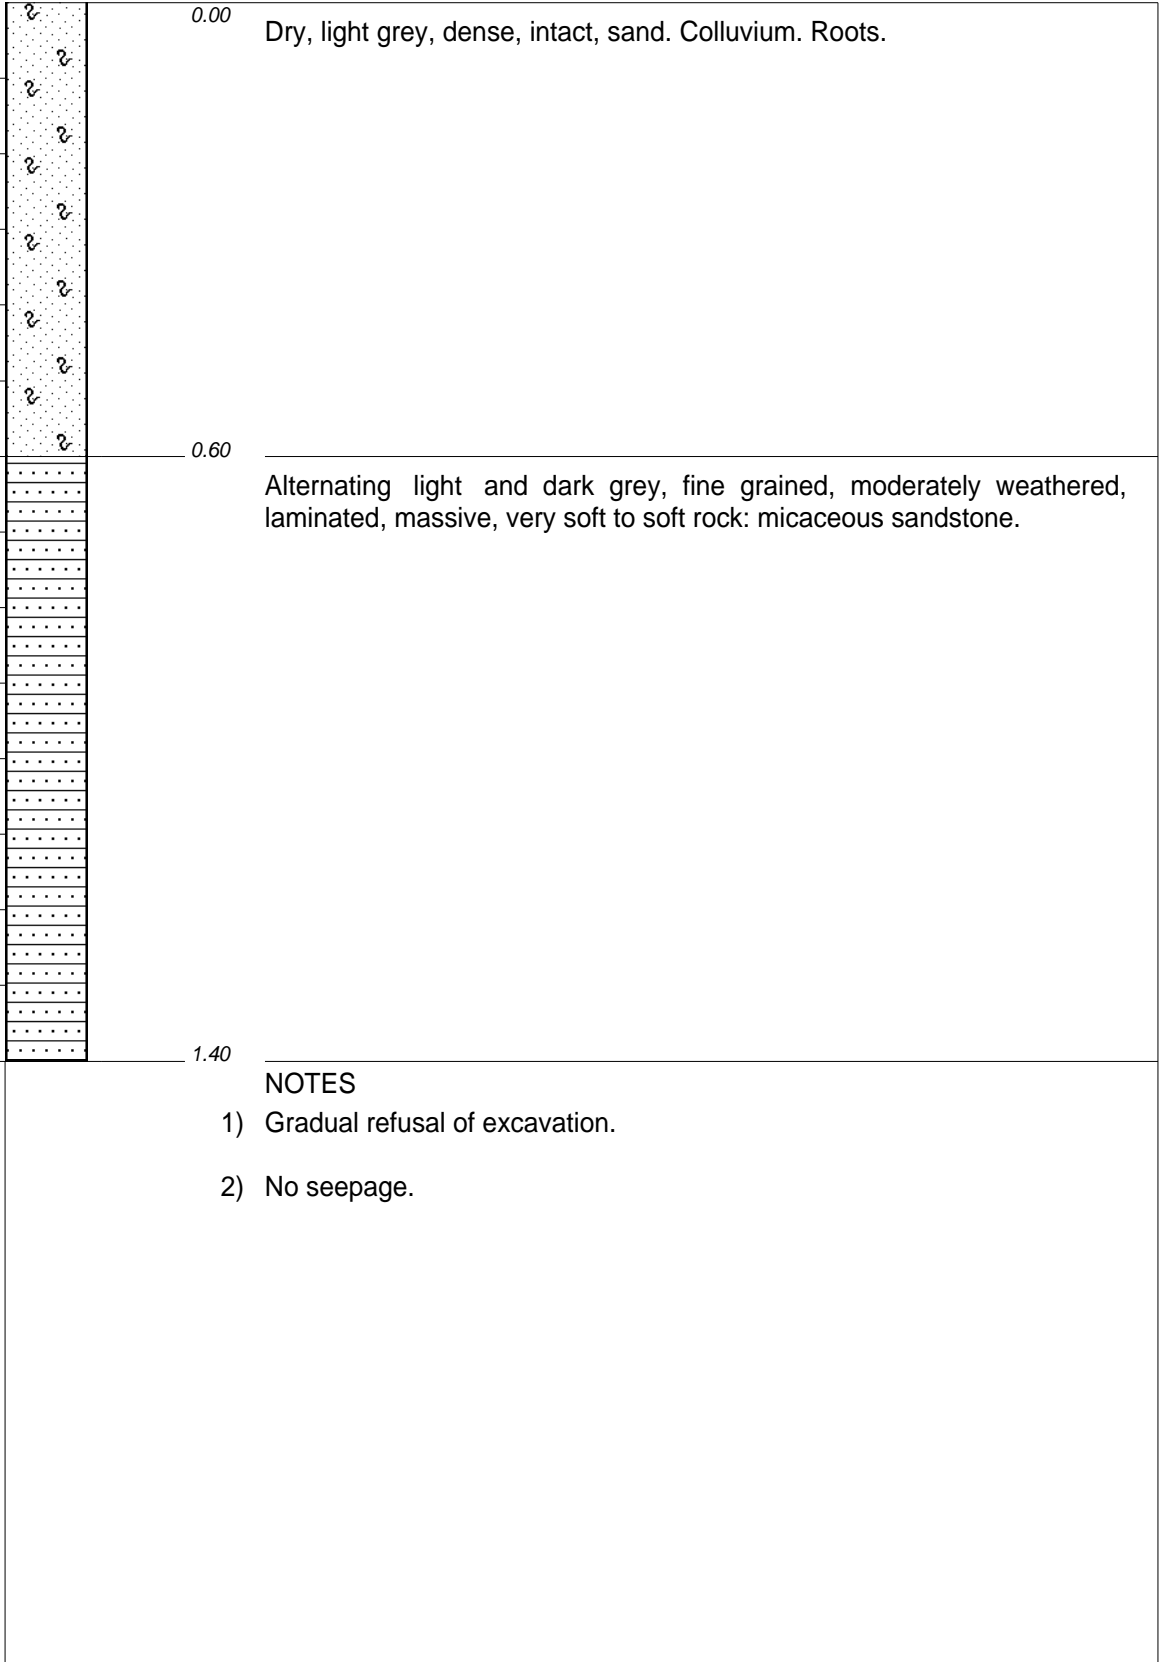 0.00
Dry, light grey, dense, intact, sand. Colluvium. Roots.
0.60
Alternating light and dark grey, fine grained, moderately weathered,
laminated, massive, very soft to soft rock: micaceous sandstone.
1.40
NOTES
1) Gradual refusal of excavation.
2) No seepage.